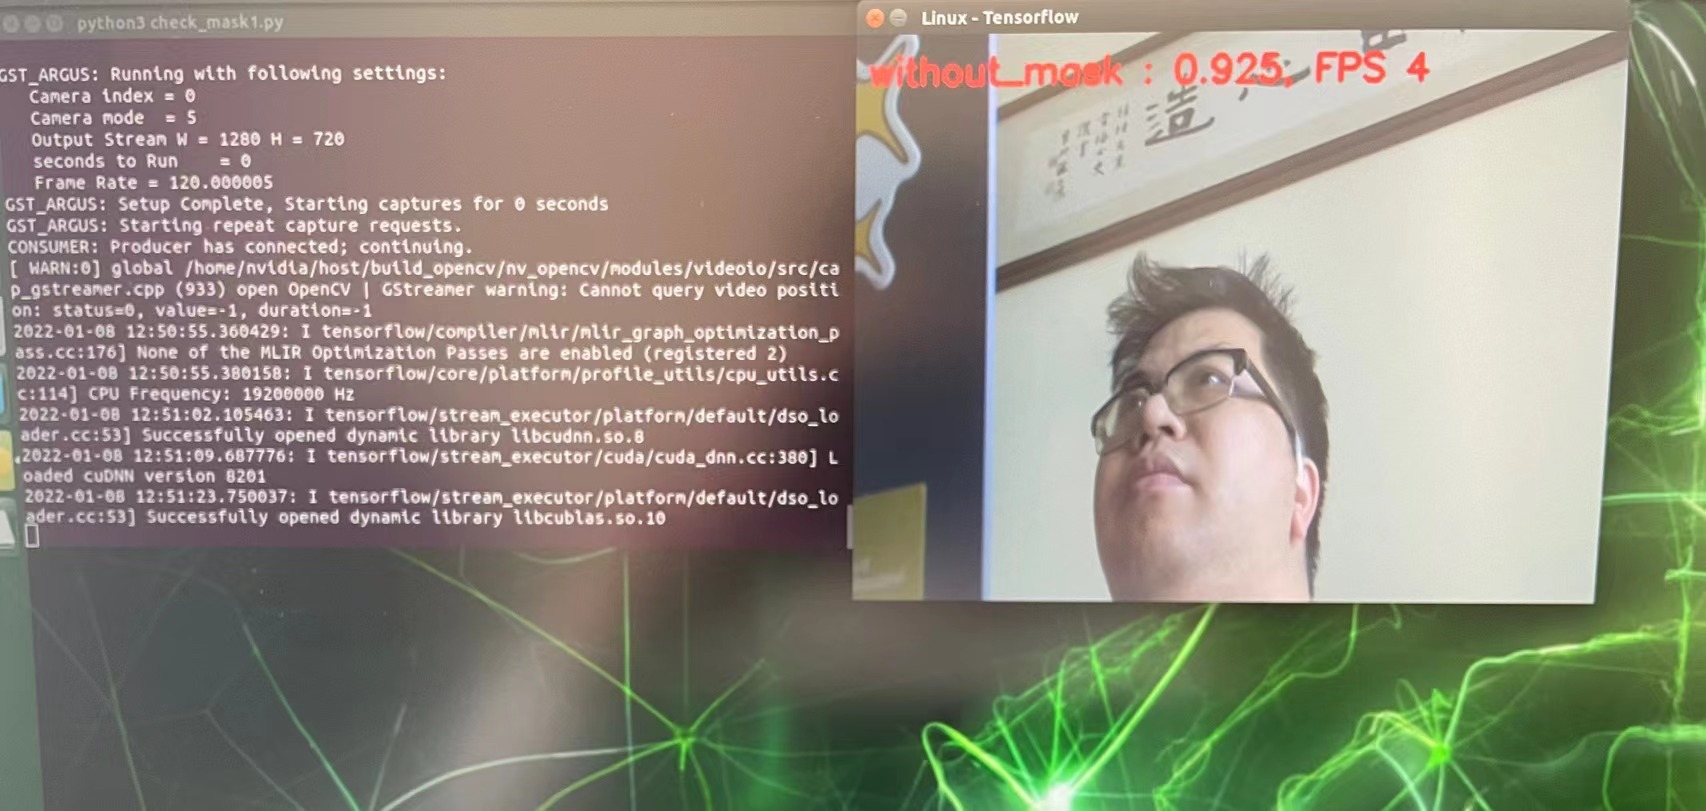 python3 check_mask1.py
GST_ARGUS: Running with following settings:
Camera index = 0
Camera mode = 5
Output Stream W = 1280 H = 720
seconds to Run = 0
Frame Rate = 120.000005
GST_ARGUS: Setup Complete, Starting captures for 0 seconds
GST_ARGUS: Starting repeat capture requests.
CONSUMER: Producer has connected; continuing.
[ WARN:0] global /home/nvidia/host/build_opencv/nv_opencv/modules/videoio/src/ca
p_gstreamer.cpp (933) open OpenCV | GStreamer warning: Cannot query video positi
on: status=0, value=-1, duration=-1
2022-01-08 12:50:55.360429: I tensorflow/compiler/mlir/mlir_graph_optimization_p
ass.cc:176] None of the MLIR Optimization Passes are enabled (registered 2)
2022-01-08 12:50:55.380158: I tensorflow/core/platform/profile_utils/cpu_utils.c
c:114] CPU Frequency: 19200000 Hz
2022-01-08 12:51:02.105463: I tensorflow/stream_executor/platform/default/dso_lo
ader.cc:53] Successfully opened dynamic library libcudnn.so.8
2022-01-08 12:51:09.687776: I tensorflow/stream_executor/cuda/cuda_dnn.cc:380] L
oaded cuDNN version 8201
2022-01-08 12:51:23.750037: I tensorflow/stream_executor/platform/default/dso_lo
ader.cc:53] Successfully opened dynamic library libcublas.so.10
Linux - Tensorflow
without_mask : 0.925, FPS 4
造